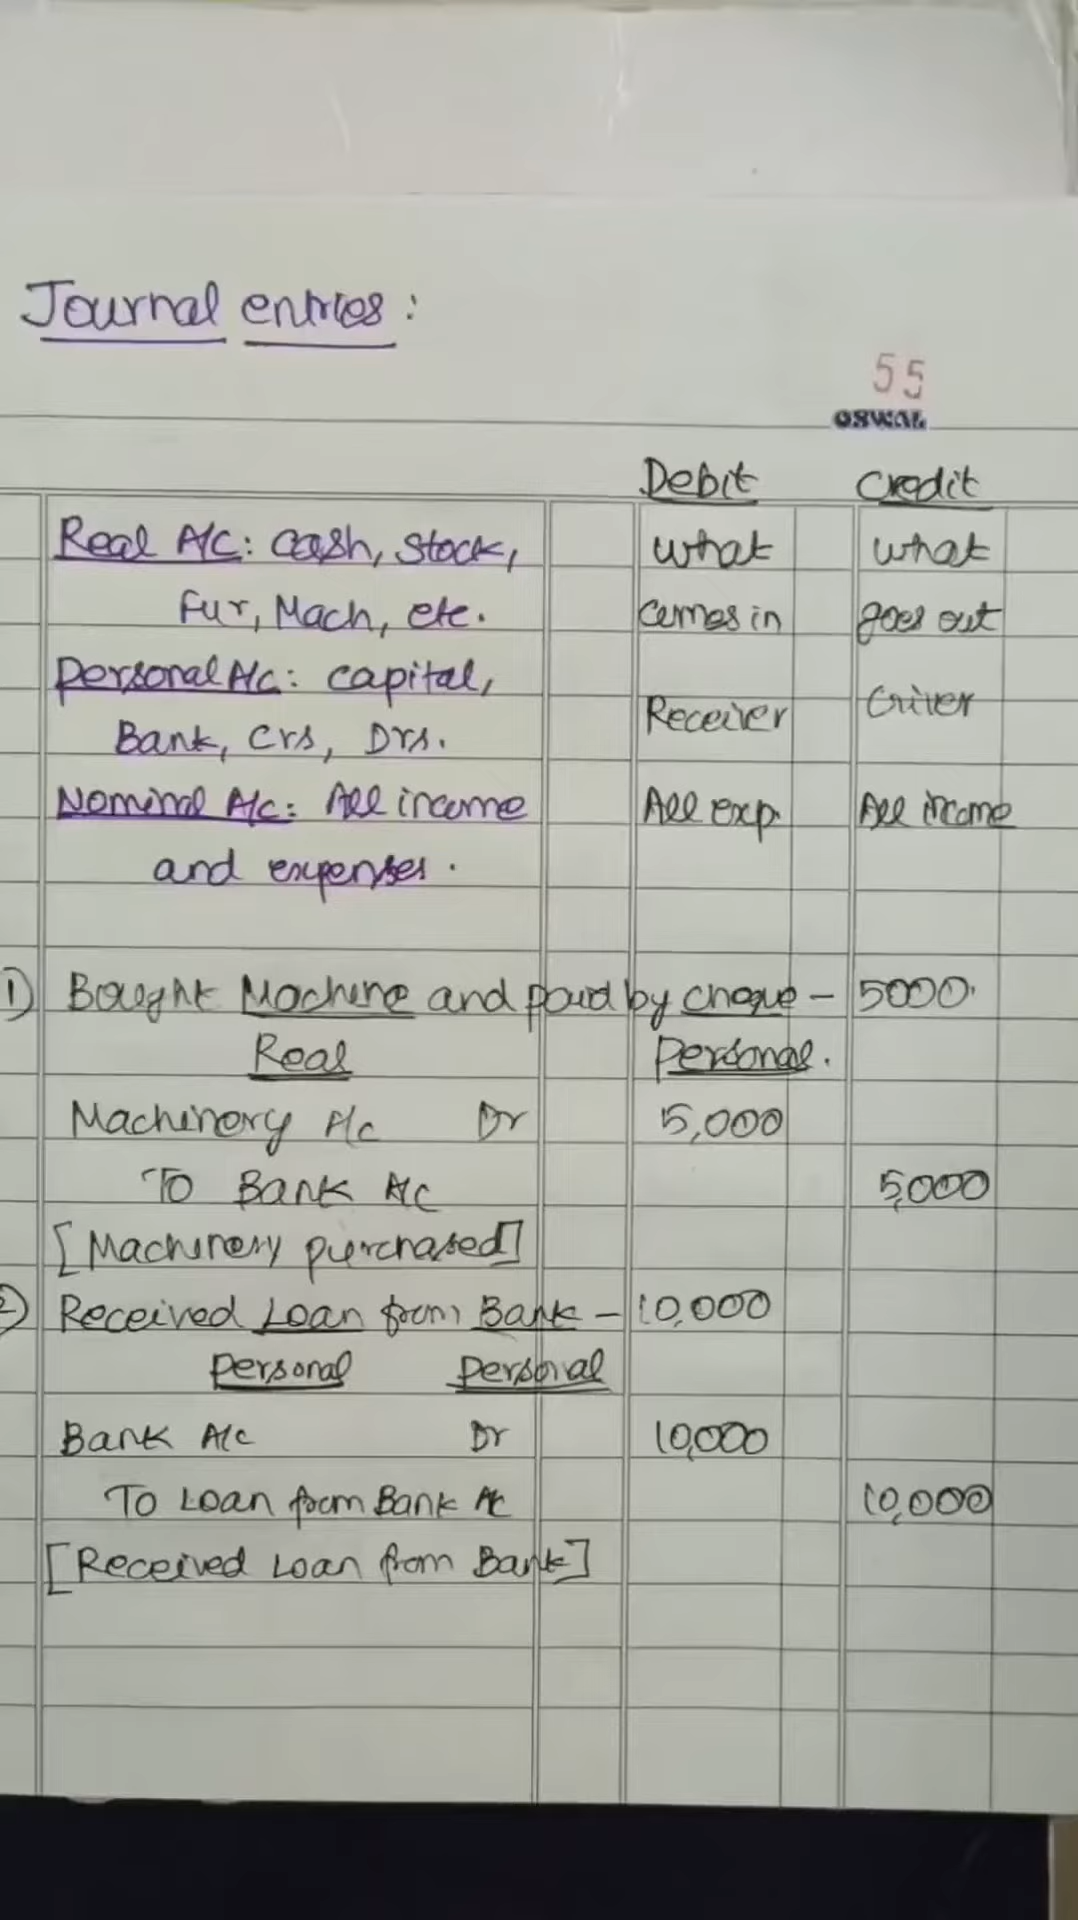 Journal entries:
55
OSWAL
Debit Credit
Real A/c: Cash, Stock, what what
Fur, Mach, etc. comes in goes out
Personal A/c: capital, Receiver Giver
Bank, Crs, Drs.
Nominal A/c: All income All exp. All income
and expenses.
1) Bought Machine and paid by cheque - 5000.
Real Personal.
Machinery A/c Dr 5,000
To Bank A/c 5,000
[Machinery purchased]
2) Received Loan from Bank - 10,000
Personal Personal
Bank A/c Dr 10,000
To Loan from Bank A/c 10,000
[Received Loan from Bank]